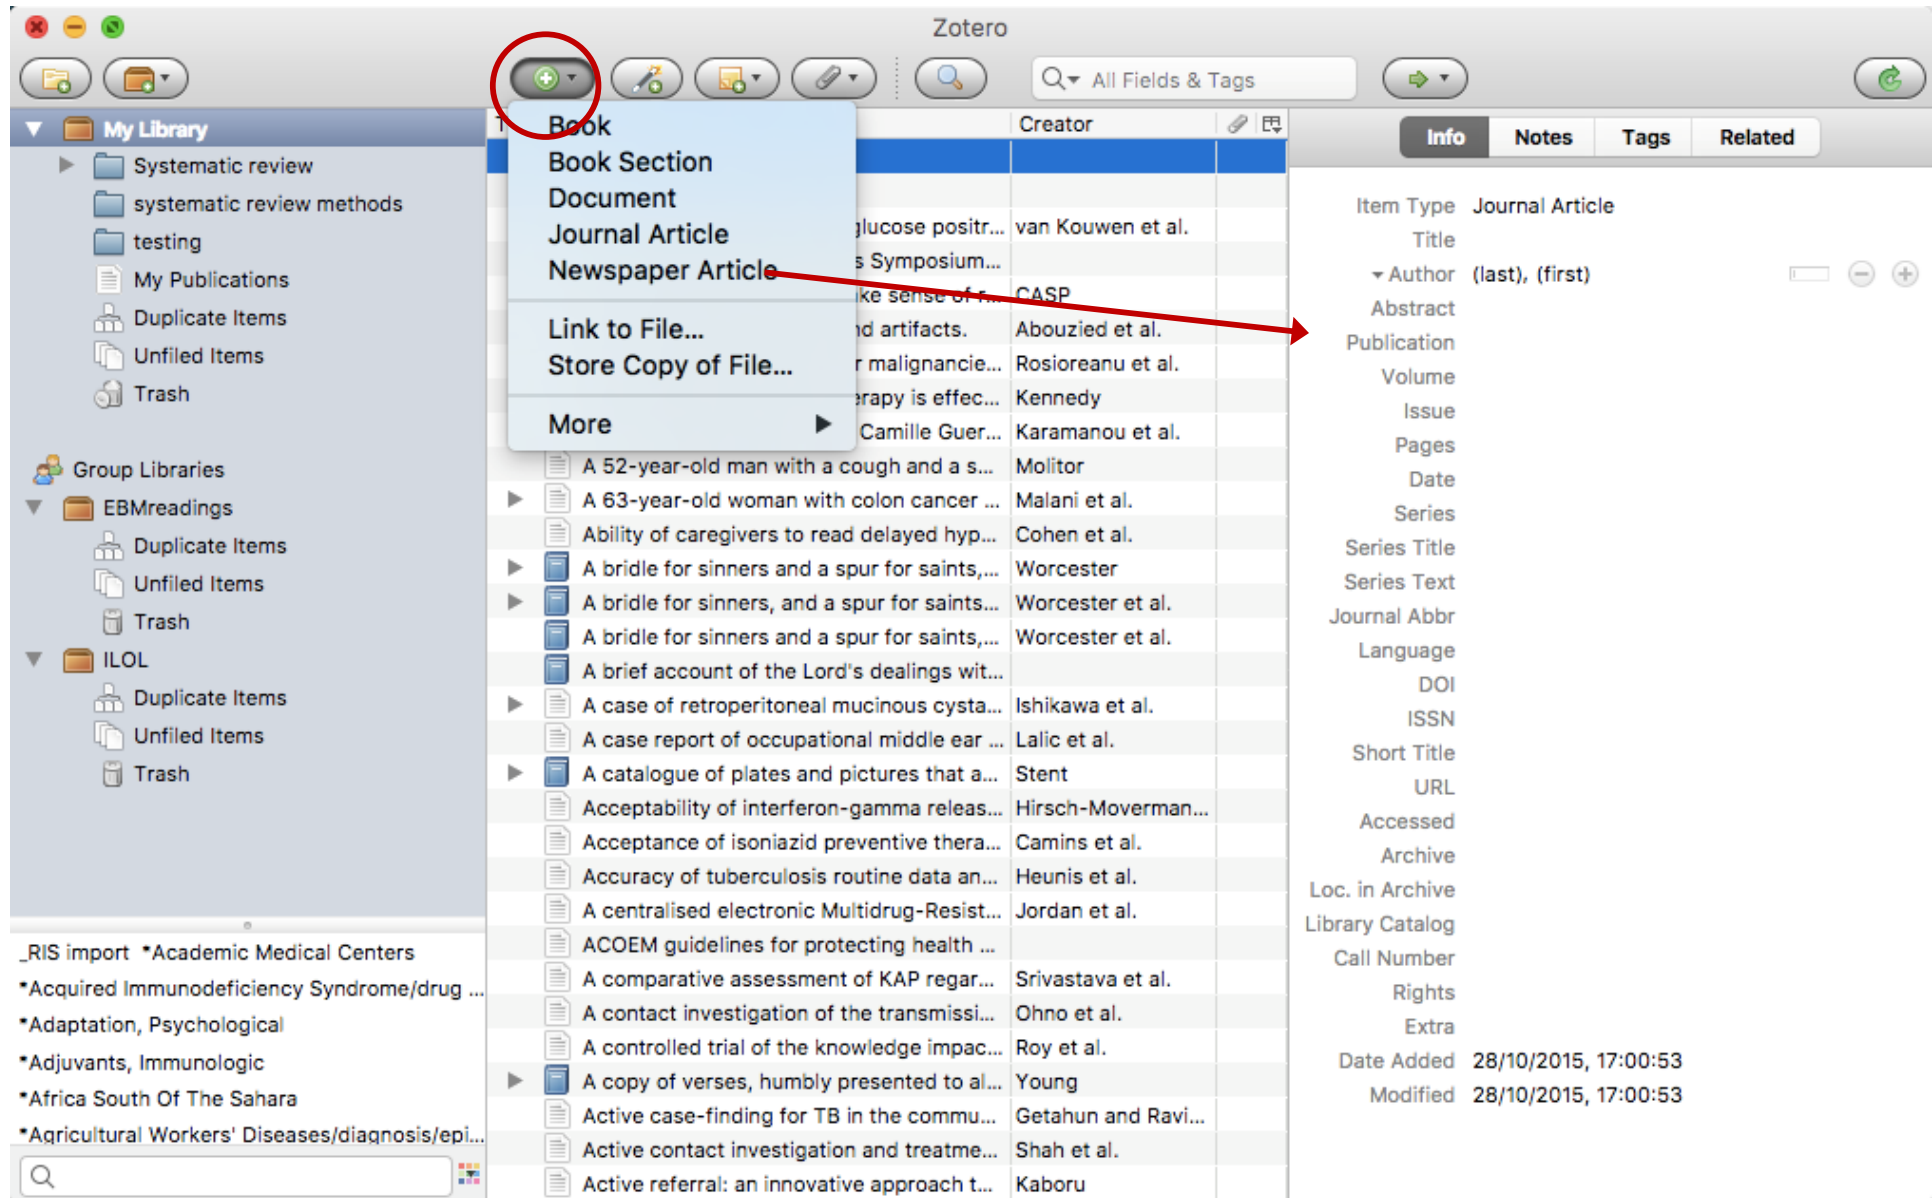 Zotero
All Fields & Tags
My Library
Systematic review
systematic review methods
testing
My Publications
Duplicate Items
Unfiled Items
Trash
Group Libraries
EBMreadings
Duplicate Items
Unfiled Items
Trash
ILOL
Duplicate Items
Unfiled Items
Trash
_RIS import *Academic Medical Centers
*Acquired Immunodeficiency Syndrome/drug ...
*Adaptation, Psychological
*Adjuvants, Immunologic
*Africa South Of The Sahara
*Agricultural Workers' Diseases/diagnosis/epi...
Book
Book Section
Document
Journal Article
Newspaper Article
Link to File...
Store Copy of File...
More
Creator
glucose positr... van Kouwen et al.
s Symposium...
ke sense of r... CASP
nd artifacts. Abouzied et al.
r malignancie... Rosioreanu et al.
erapy is effec... Kennedy
Camille Guer... Karamanou et al.
A 52-year-old man with a cough and a s... Molitor
A 63-year-old woman with colon cancer ... Malani et al.
Ability of caregivers to read delayed hyp... Cohen et al.
A bridle for sinners and a spur for saints,... Worcester
A bridle for sinners, and a spur for saints... Worcester et al.
A bridle for sinners and a spur for saints,... Worcester et al.
A brief account of the Lord's dealings wit...
A case of retroperitoneal mucinous cysta... Ishikawa et al.
A case report of occupational middle ear ... Lalic et al.
A catalogue of plates and pictures that a... Stent
Acceptability of interferon-gamma releas... Hirsch-Moverman...
Acceptance of isoniazid preventive thera... Camins et al.
Accuracy of tuberculosis routine data an... Heunis et al.
A centralised electronic Multidrug-Resist... Jordan et al.
ACOEM guidelines for protecting health ...
A comparative assessment of KAP regar... Srivastava et al.
A contact investigation of the transmissi... Ohno et al.
A controlled trial of the knowledge impac... Roy et al.
A copy of verses, humbly presented to al... Young
Active case-finding for TB in the commu... Getahun and Ravi...
Active contact investigation and treatme... Shah et al.
Active referral: an innovative approach t... Kaboru
Info Notes Tags Related
Item Type Journal Article
Title
Author (last), (first)
Abstract
Publication
Volume
Issue
Pages
Date
Series
Series Title
Series Text
Journal Abbr
Language
DOI
ISSN
Short Title
URL
Accessed
Archive
Loc. in Archive
Library Catalog
Call Number
Rights
Extra
Date Added 28/10/2015, 17:00:53
Modified 28/10/2015, 17:00:53